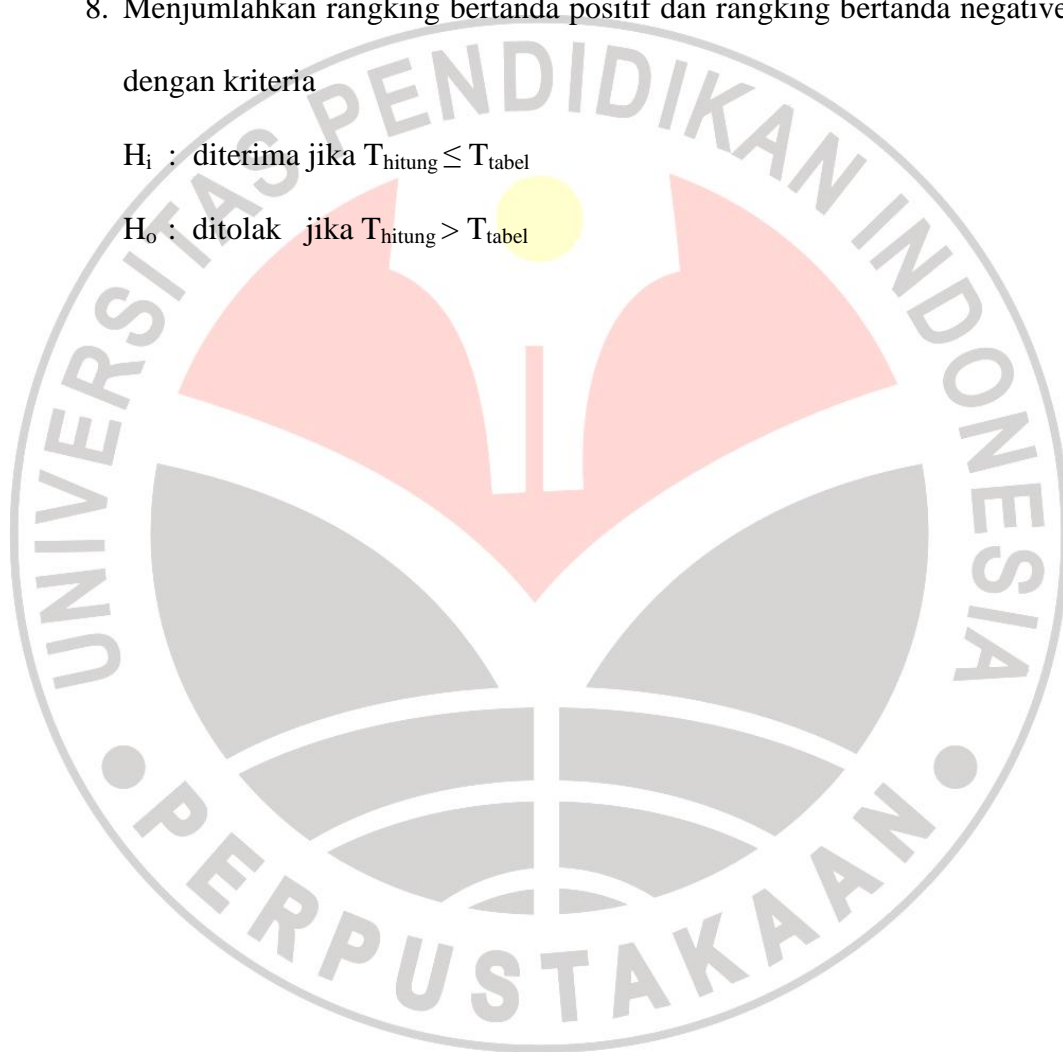 8. Menjumlahkan rangking bertanda positif dan rangking bertanda negative
dengan kriteria
Hi : diterima jika Thitung ≤ Ttabel
Ho : ditolak jika Thitung > Ttabel
UNIVERSITAS PENDIDIKAN INDONESIA
PERPUSTAKAAN